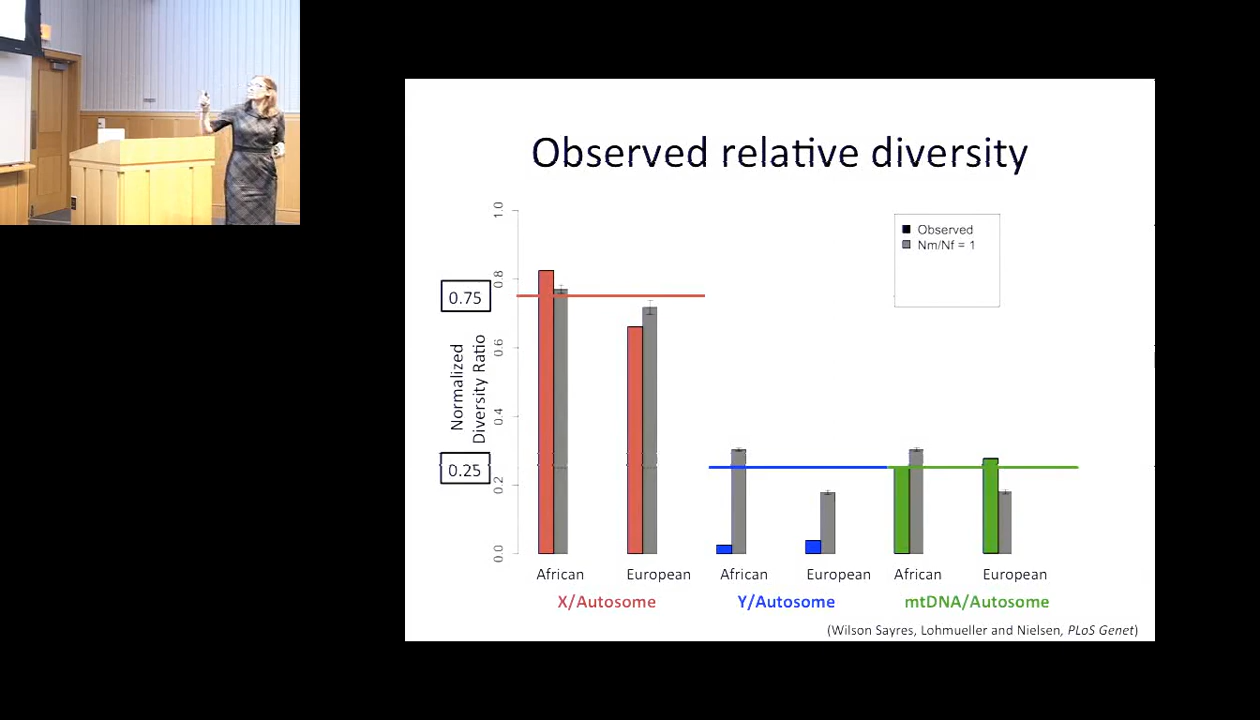 Observed relative diversity
Observed
Nm/Nf = 1
Normalized
Diversity Ratio
0.75
0.25
1.0
0.8
0.6
0.4
0.2
0.0
African
European
African
European
African
European
X/Autosome
Y/Autosome
mtDNA/Autosome
(Wilson Sayres, Lohmueller and Nielsen, PLoS Genet)